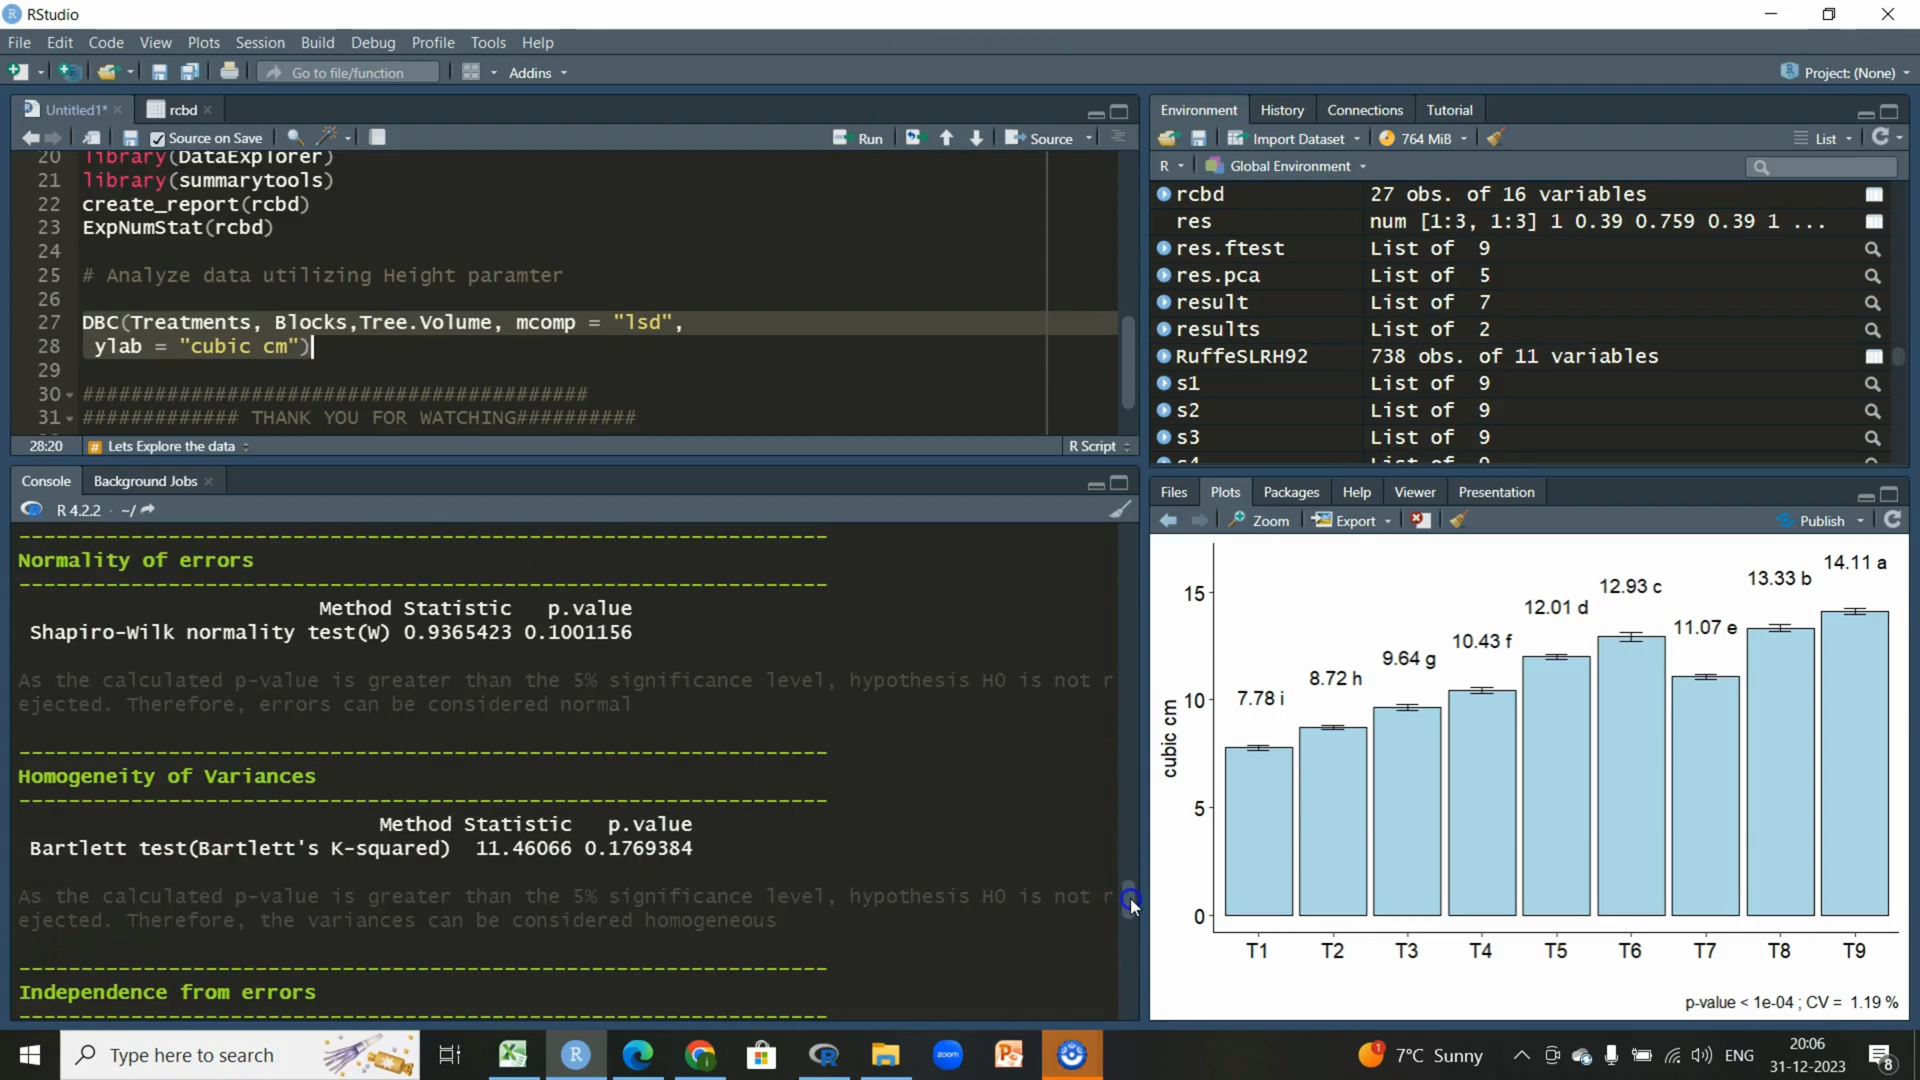 RStudio
File Edit Code View Plots Session Build Debug Profile Tools Help
Go to file/function Addins Project: (None)
Untitled1* rcbd
Source on Save Run Source
20 library(DataExplorer)
21 library(summarytools)
22 create_report(rcbd)
23 ExpNumStat(rcbd)
24
25 # Analyze data utilizing Height paramter
26
27 DBC(Treatments, Blocks,Tree.Volume, mcomp = "lsd",
28 ylab = "cubic cm")
29
30 ##########################################
31 ############# THANK YOU FOR WATCHING##########
28:20 # Lets Explore the data R Script
Console Background Jobs
R 4.2.2 · ~/
Normality of errors
Method Statistic p.value
Shapiro-Wilk normality test(W) 0.9365423 0.1001156
As the calculated p-value is greater than the 5% significance level, hypothesis H0 is not r
ejected. Therefore, errors can be considered normal
Homogeneity of Variances
Method Statistic p.value
Bartlett test(Bartlett's K-squared) 11.46066 0.1769384
As the calculated p-value is greater than the 5% significance level, hypothesis H0 is not r
ejected. Therefore, the variances can be considered homogeneous
Independence from errors
Environment History Connections Tutorial
Import Dataset 764 MiB List
R Global Environment
rcbd 27 obs. of 16 variables
res num [1:3, 1:3] 1 0.39 0.759 0.39 1 ...
res.ftest List of 9
res.pca List of 5
result List of 7
results List of 2
RuffeSLRH92 738 obs. of 11 variables
s1 List of 9
s2 List of 9
s3 List of 9
s4 List of 9
Files Plots Packages Help Viewer Presentation
Zoom Export Publish
14.11 a
13.33 b
12.93 c
12.01 d
11.07 e
10.43 f
9.64 g
8.72 h
7.78 i
15
10
5
0
cubic cm
T1 T2 T3 T4 T5 T6 T7 T8 T9
p-value < 1e-04 ; CV = 1.19 %
Type here to search
zoom
1 7°C Sunny ENG
20:06
31-12-2023
8